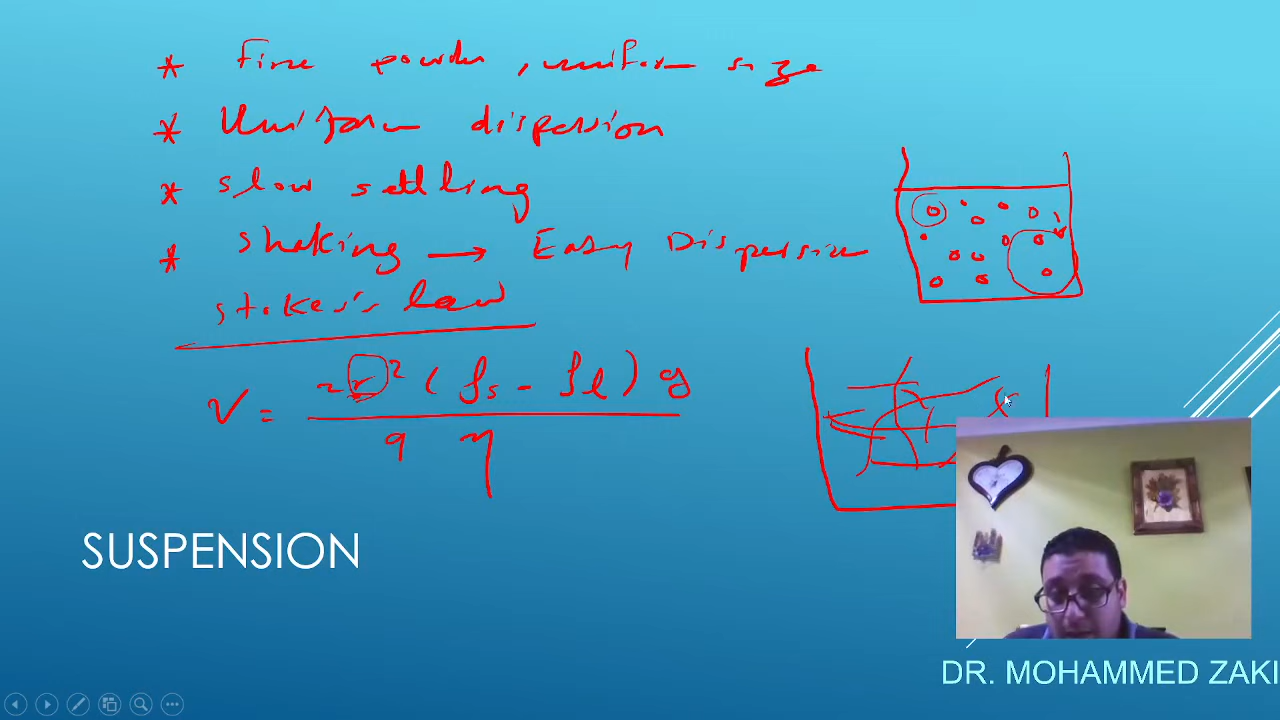 * Fine powder, uniform size
* Uniform dispersion
* slow settling
* shaking → Easy Dispersion
stokes's law
V = 2r² (ρs - ρl) g / 9 η
SUSPENSION
DR. MOHAMMED ZAKI